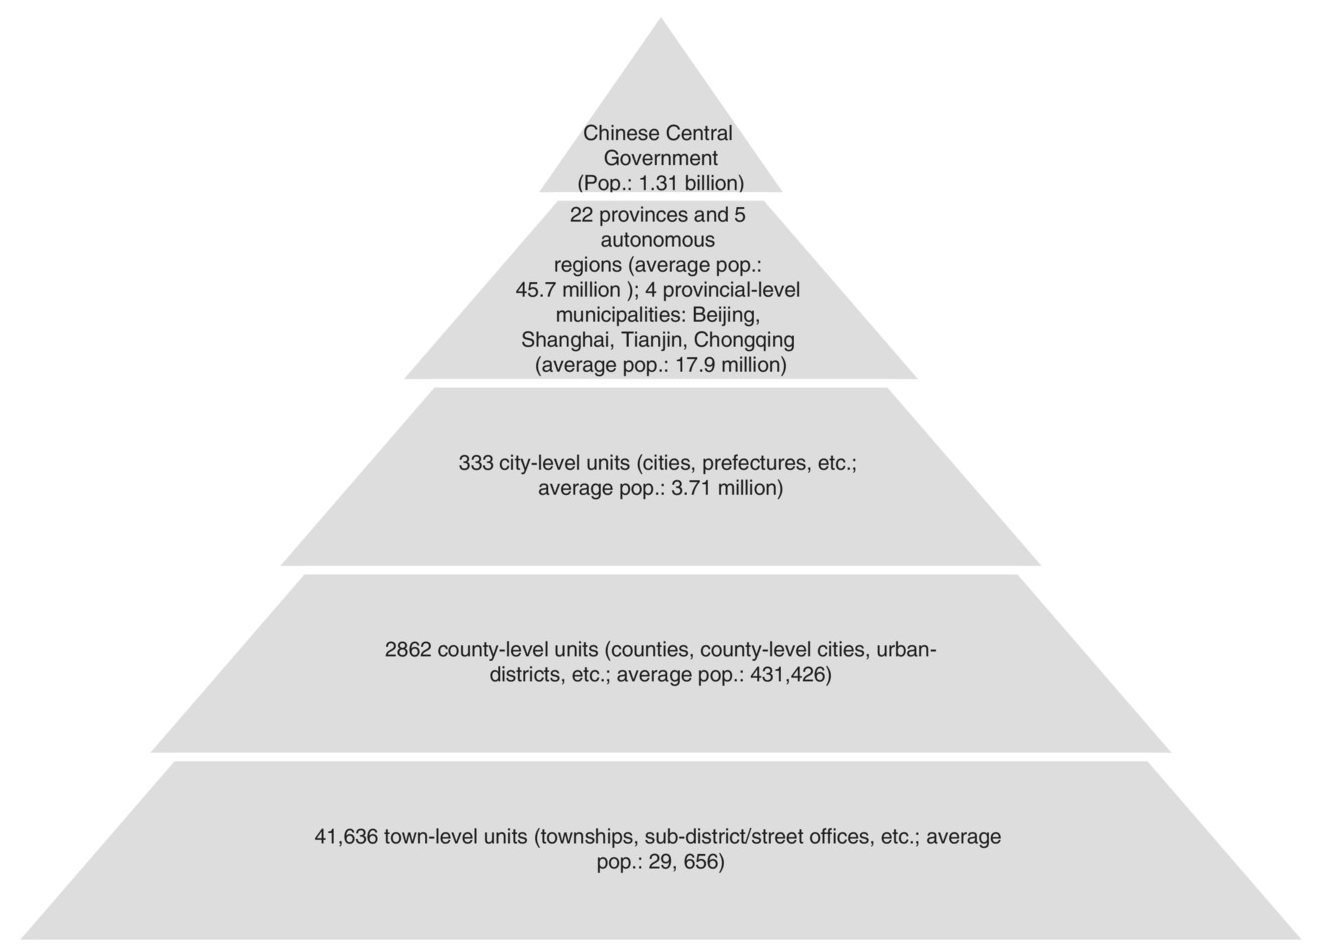 Chinese Central
Government
(Pop.: 1.31 billion)
22 provinces and 5
autonomous
regions (average pop.:
45.7 million ); 4 provincial-level
municipalities: Beijing,
Shanghai, Tianjin, Chongqing
(average pop.: 17.9 million)
333 city-level units (cities, prefectures, etc.;
average pop.: 3.71 million)
2862 county-level units (counties, county-level cities, urban-
districts, etc.; average pop.: 431,426)
41,636 town-level units (townships, sub-district/street offices, etc.; average
pop.: 29, 656)